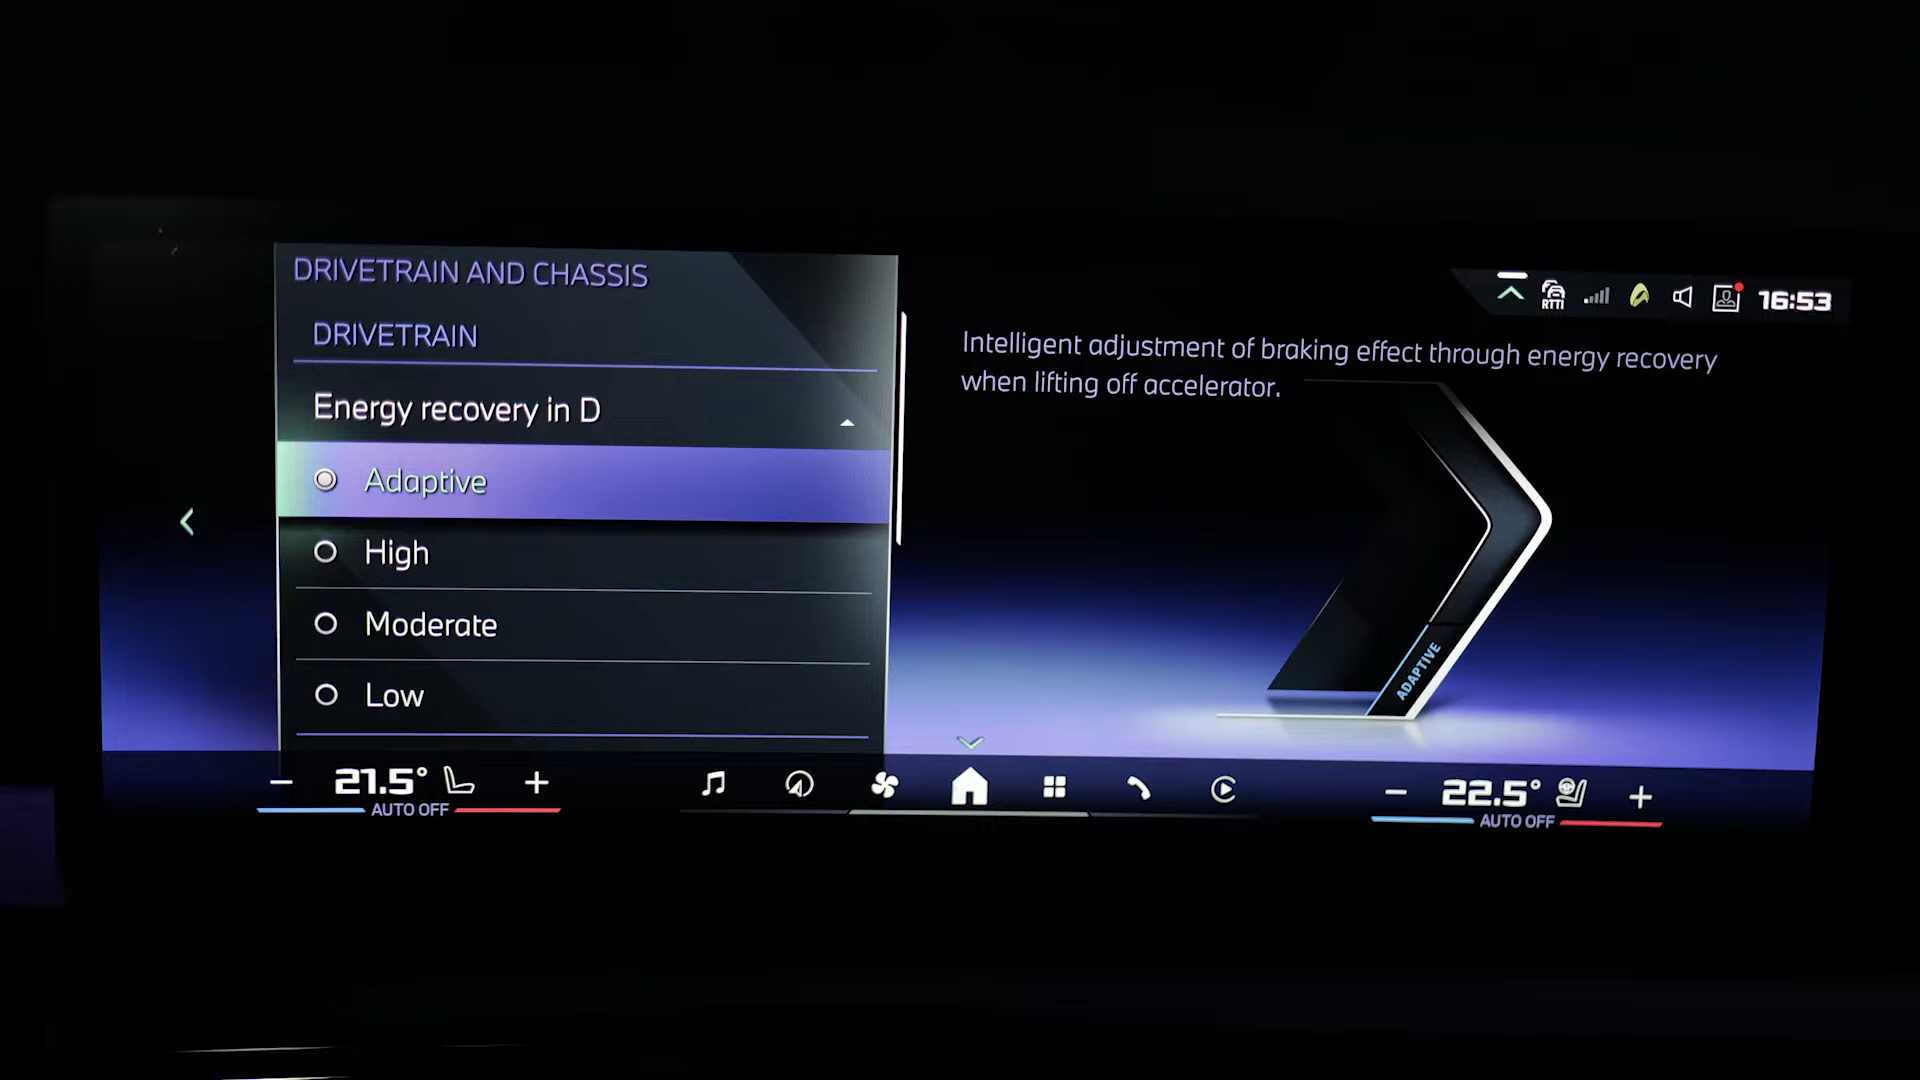 DRIVETRAIN AND CHASSIS
DRIVETRAIN
Energy recovery in D
Adaptive
High
Moderate
Low
RTTI
16:53
Intelligent adjustment of braking effect through energy recovery
when lifting off accelerator.
ADAPTIVE
21.5°
AUTO OFF
22.5°
AUTO OFF